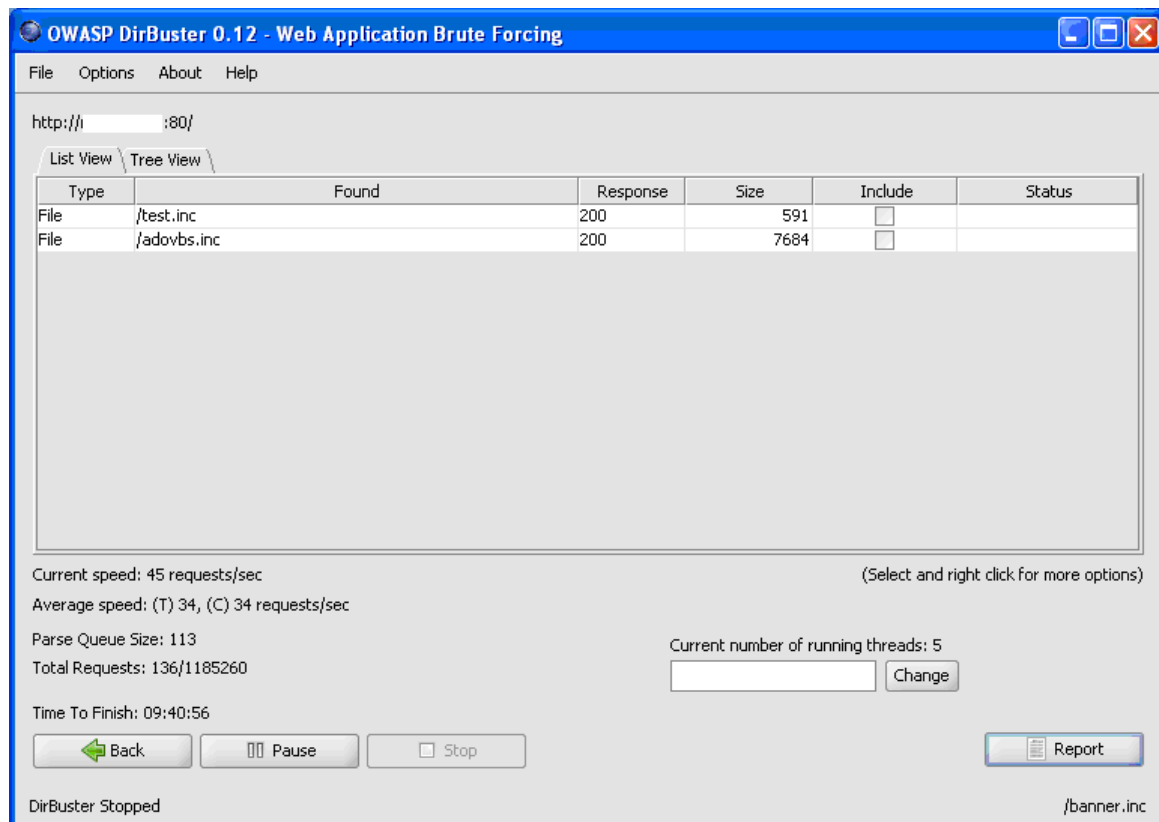 OWASP DirBuster 0.12 - Web Application Brute Forcing
File Options About Help
http:// :80/
List View Tree View
Type Found Response Size Include Status
File /test.inc 200 591
File /adovbs.inc 200 7684
Current speed: 45 requests/sec (Select and right click for more options)
Average speed: (T) 34, (C) 34 requests/sec
Parse Queue Size: 113
Current number of running threads: 5
Total Requests: 136/1185260
Change
Time To Finish: 09:40:56
Back Pause Stop Report
DirBuster Stopped /banner.inc